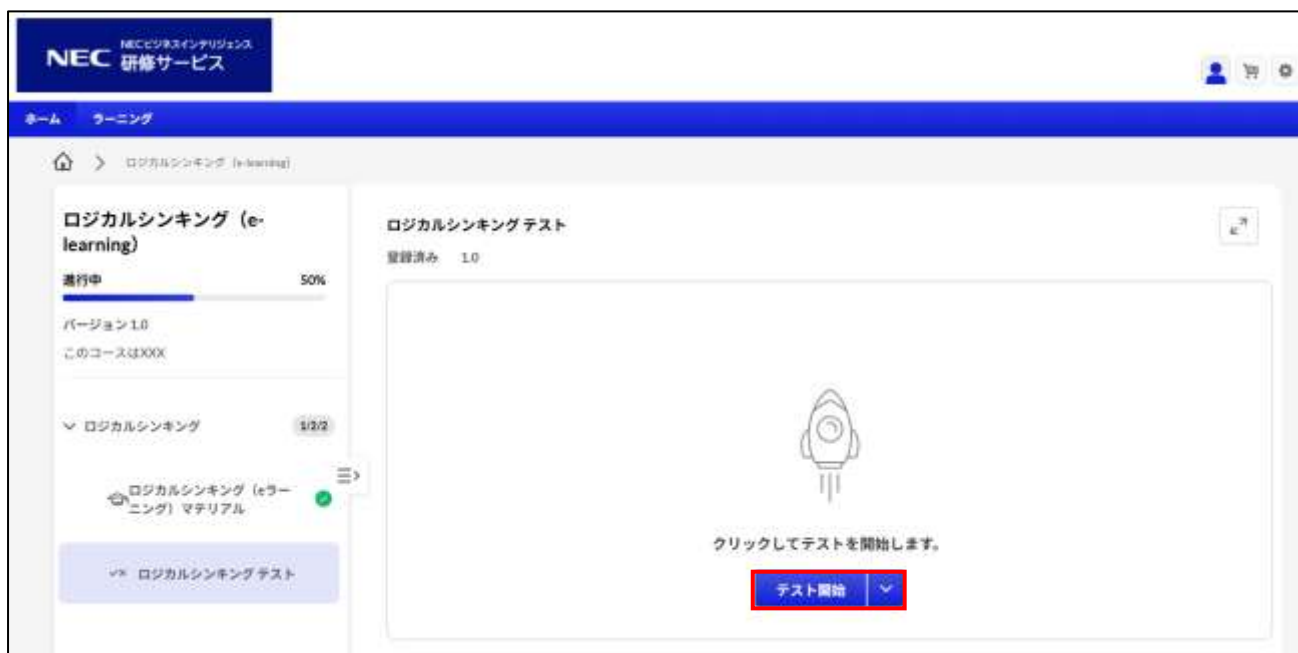 NEC NECビジネスインテリジェンス
研修サービス
ホーム ラーニング
ロジカルシンキング (e-learning)
ロジカルシンキング（e-
learning）
進行中 50%
バージョン 1.0
このコースはXXX
ロジカルシンキング 1/2/2
ロジカルシンキング（eラー
ニング）マテリアル
ロジカルシンキング テスト
ロジカルシンキング テスト
登録済み 1.0
クリックしてテストを開始します。
テスト開始